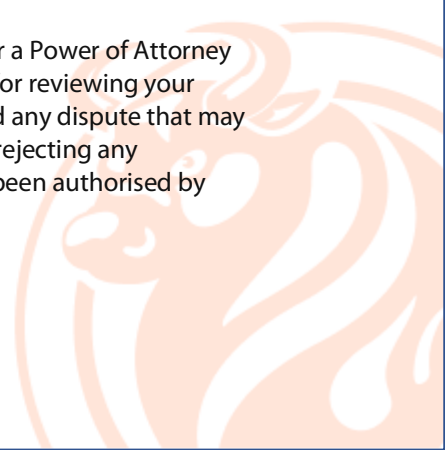 r a Power of Attorney
or reviewing your
d any dispute that may
rejecting any
been authorised by